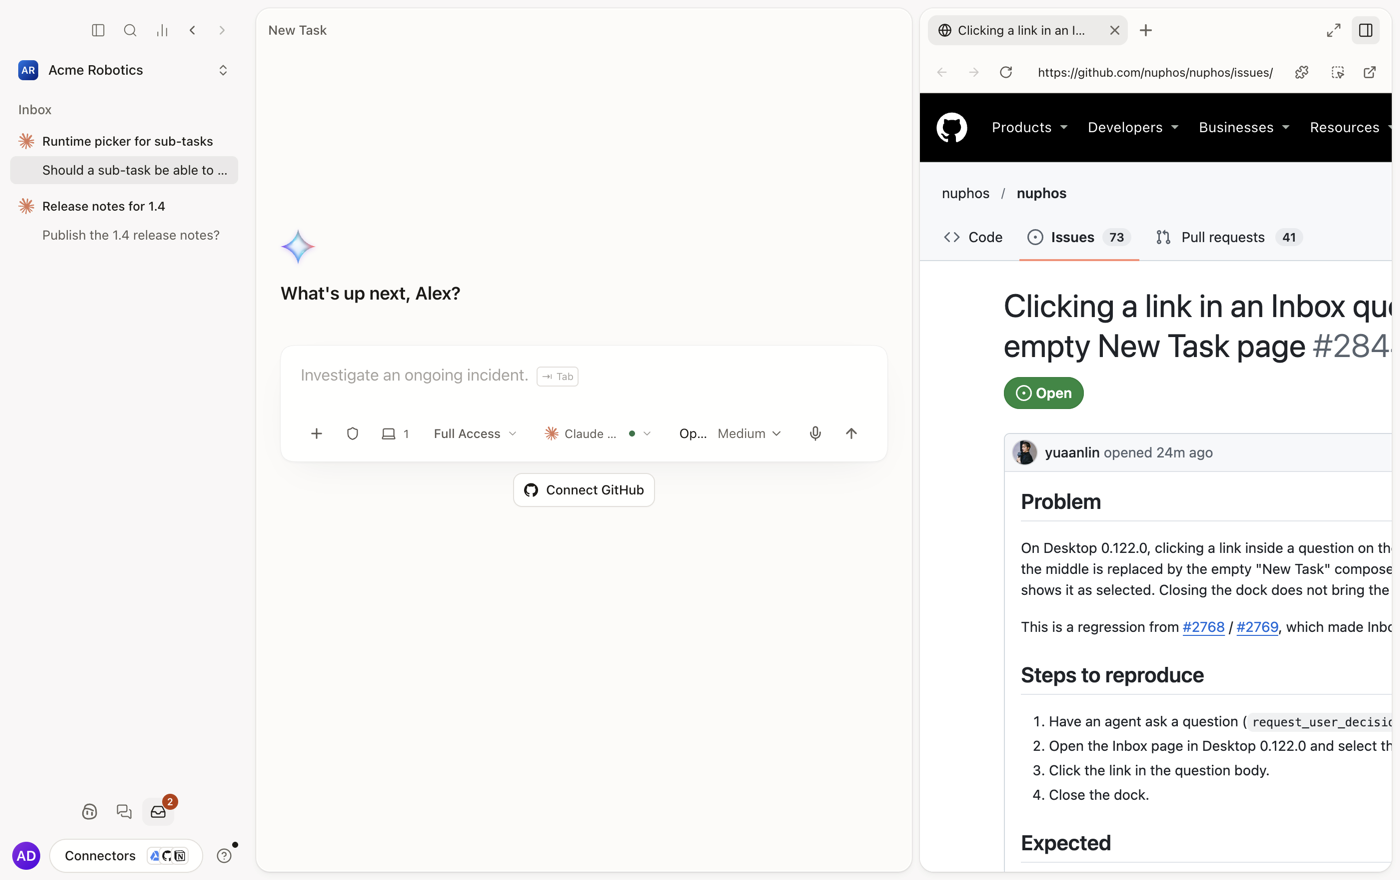 New Task
AR Acme Robotics
Inbox
Runtime picker for sub-tasks
Should a sub-task be able to ...
Release notes for 1.4
Publish the 1.4 release notes?
2
AD Connectors
What's up next, Alex?
Investigate an ongoing incident. Tab
1 Full Access Claude ... Op... Medium
Connect GitHub
Clicking a link in an I...
https://github.com/nuphos/nuphos/issues/
Products Developers Businesses Resources
nuphos / nuphos
Code Issues 73 Pull requests 41
Clicking a link in an Inbox que
empty New Task page #284
Open
yuaanlin opened 24m ago
Problem
On Desktop 0.122.0, clicking a link inside a question on th
the middle is replaced by the empty "New Task" compose
shows it as selected. Closing the dock does not bring the
This is a regression from #2768 / #2769, which made Inbo
Steps to reproduce
1. Have an agent ask a question ( request_user_decisio
2. Open the Inbox page in Desktop 0.122.0 and select th
3. Click the link in the question body.
4. Close the dock.
Expected